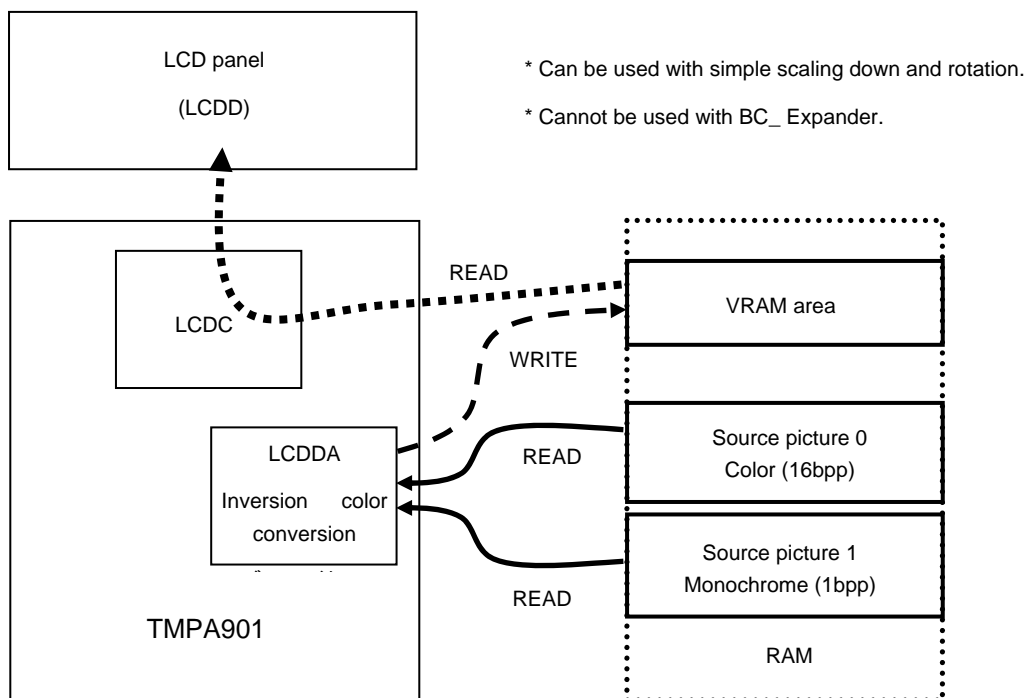 LCD panel
(LCDD)
* Can be used with simple scaling down and rotation.
* Cannot be used with BC_ Expander.
READ
LCDC
VRAM area
WRITE
LCDDA
Inversion color
conversion
READ
Source picture 0
Color (16bpp)
Source picture 1
Monochrome (1bpp)
READ
TMPA901
RAM